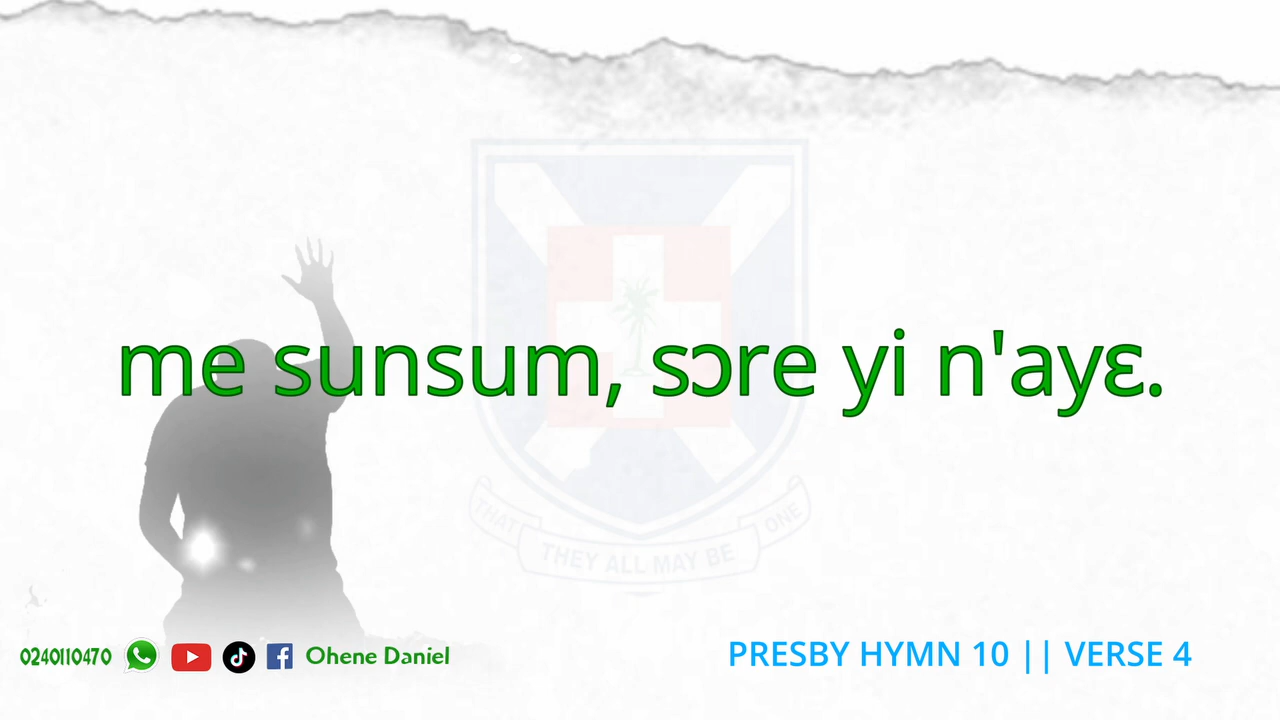 me sunsum, sɔre yi n'ayɛ.
THAT THEY ALL MAY BE ONE
0240110470 Ohene Daniel
PRESBY HYMN 10 || VERSE 4